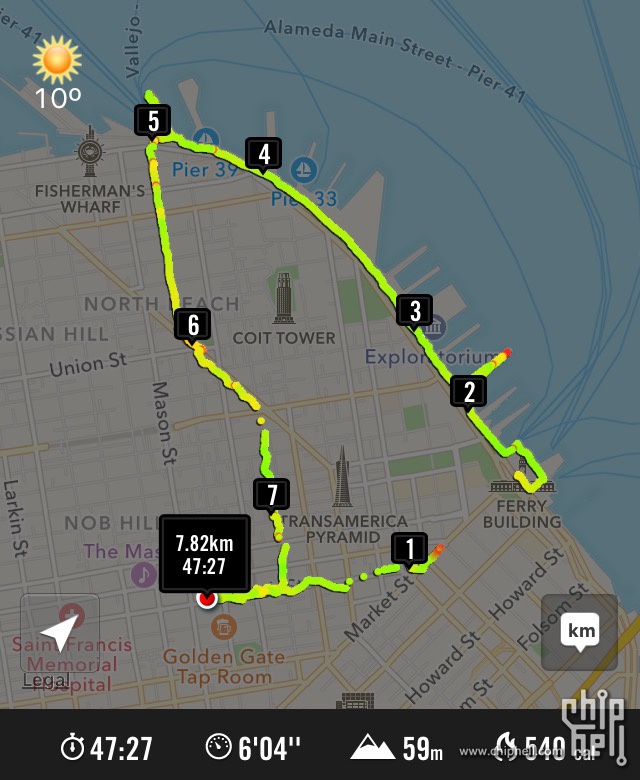 Alameda Main Street - Pier 41
er 41
Vallejo
10°
5
4
Pier 39
Pier 33
FISHERMAN'S
WHARF
3
NORTH BEACH
6
COIT TOWER
SSIAN HILL
Exploratorium
Union St
2
Mason St
Larkin St
7
FERRY
BUILDING
NOB HILL
TRANSAMERICA
PYRAMID
7.82km
47:27
1
The Mas
Market St
Howard St
Folsom St
km
Saint Francis
Memorial
Hospital
Golden Gate
Tap Room
Legal
Howard St
m St
chip
hell
47:27
6'04''
59m
www.chiphell.com
540 cal